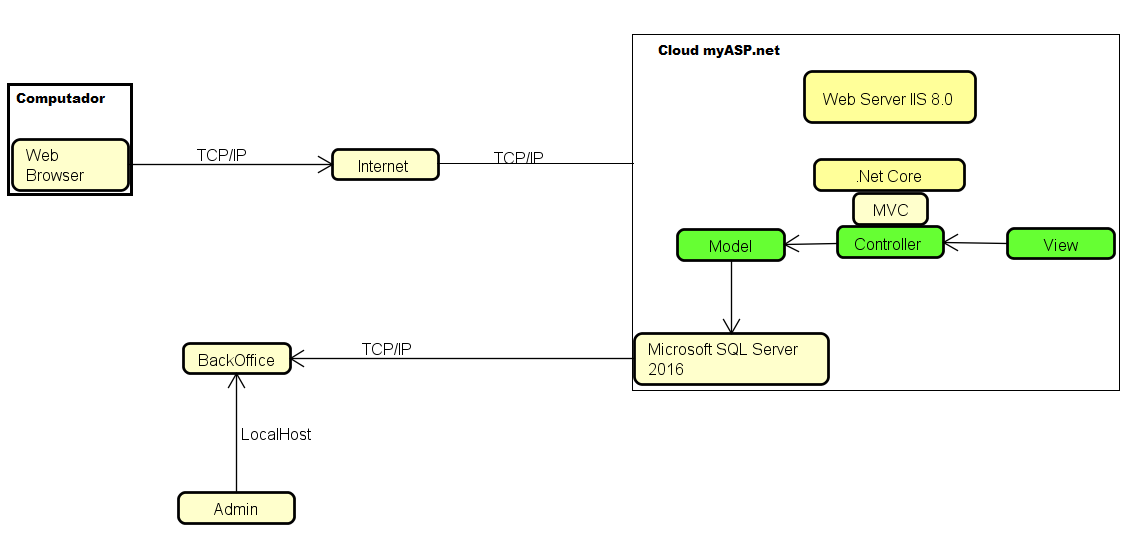 Cloud myASP.net
Computador
Web Server IIS 8.0
Web
Browser
TCP/IP
Internet
TCP/IP
.Net Core
MVC
Model
Controller
View
Microsoft SQL Server
2016
TCP/IP
BackOffice
LocalHost
Admin